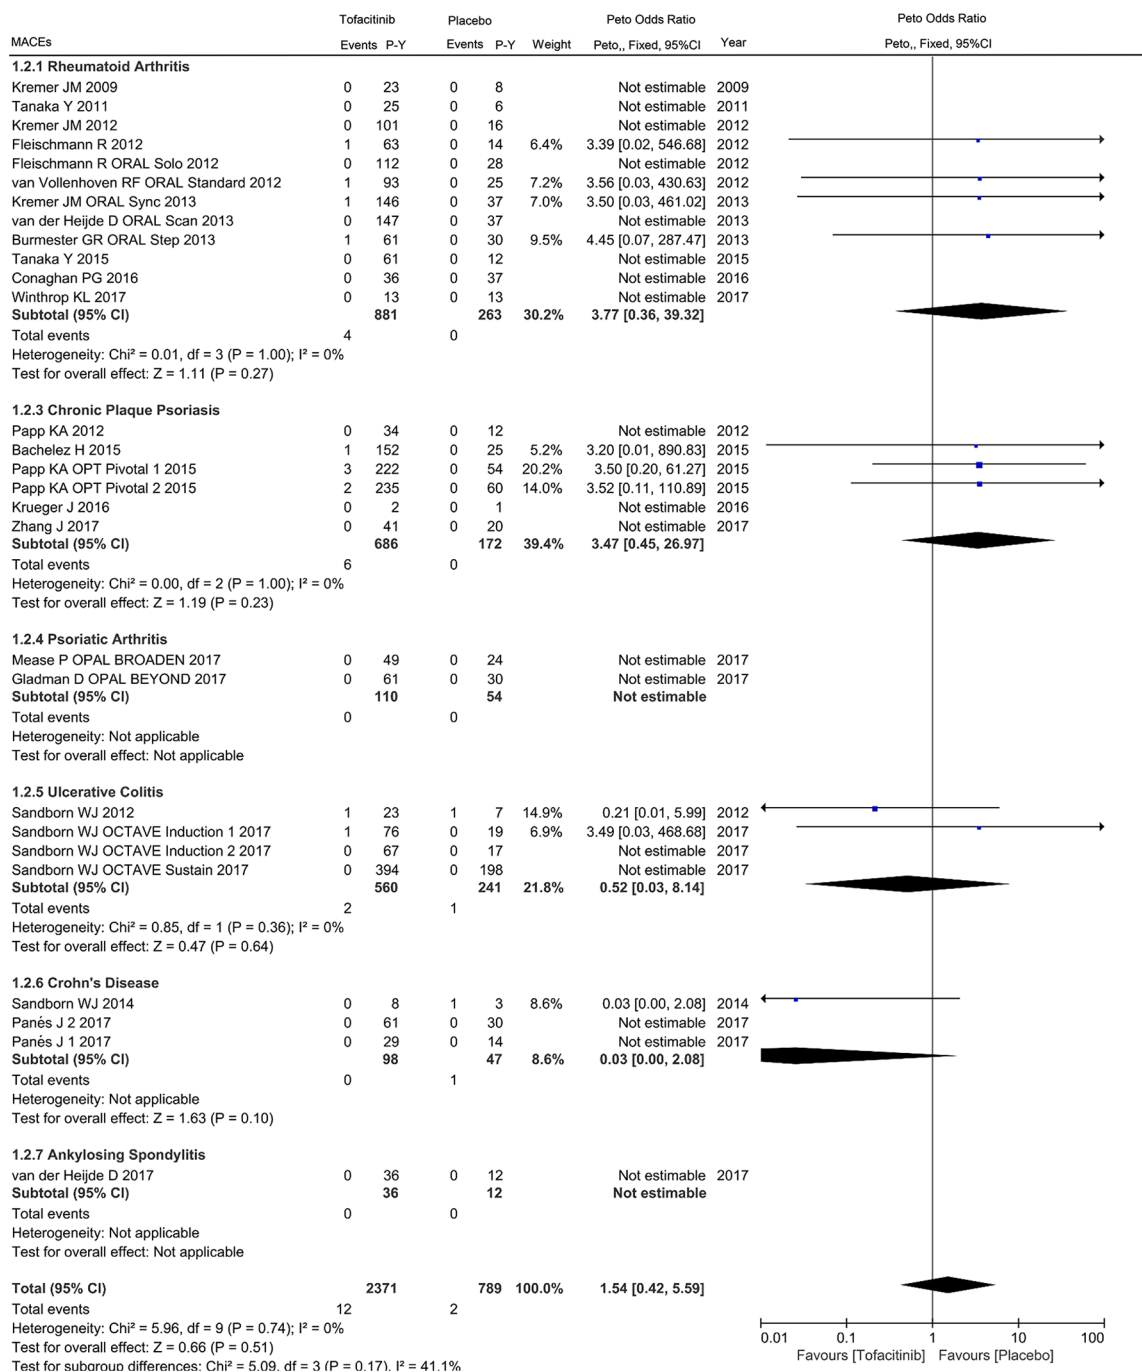 Tofacitinib Placebo Peto Odds Ratio Peto Odds Ratio
MACEs Events P-Y Events P-Y Weight Peto,, Fixed, 95%CI Year Peto,, Fixed, 95%CI
1.2.1 Rheumatoid Arthritis
Kremer JM 2009 0 23 0 8 Not estimable 2009
Tanaka Y 2011 0 25 0 6 Not estimable 2011
Kremer JM 2012 0 101 0 16 Not estimable 2012
Fleischmann R 2012 1 63 0 14 6.4% 3.39 [0.02, 546.68] 2012
Fleischmann R ORAL Solo 2012 0 112 0 28 Not estimable 2012
van Vollenhoven RF ORAL Standard 2012 1 93 0 25 7.2% 3.56 [0.03, 430.63] 2012
Kremer JM ORAL Sync 2013 1 146 0 37 7.0% 3.50 [0.03, 461.02] 2013
van der Heijde D ORAL Scan 2013 0 147 0 37 Not estimable 2013
Burmester GR ORAL Step 2013 1 61 0 30 9.5% 4.45 [0.07, 287.47] 2013
Tanaka Y 2015 0 61 0 12 Not estimable 2015
Conaghan PG 2016 0 36 0 37 Not estimable 2016
Winthrop KL 2017 0 13 0 13 Not estimable 2017
Subtotal (95% CI) 881 263 30.2% 3.77 [0.36, 39.32]
Total events 4 0
Heterogeneity: Chi² = 0.01, df = 3 (P = 1.00); I² = 0%
Test for overall effect: Z = 1.11 (P = 0.27)
1.2.3 Chronic Plaque Psoriasis
Papp KA 2012 0 34 0 12 Not estimable 2012
Bachelez H 2015 1 152 0 25 5.2% 3.20 [0.01, 890.83] 2015
Papp KA OPT Pivotal 1 2015 3 222 0 54 20.2% 3.50 [0.20, 61.27] 2015
Papp KA OPT Pivotal 2 2015 2 235 0 60 14.0% 3.52 [0.11, 110.89] 2015
Krueger J 2016 0 2 0 1 Not estimable 2016
Zhang J 2017 0 41 0 20 Not estimable 2017
Subtotal (95% CI) 686 172 39.4% 3.47 [0.45, 26.97]
Total events 6 0
Heterogeneity: Chi² = 0.00, df = 2 (P = 1.00); I² = 0%
Test for overall effect: Z = 1.19 (P = 0.23)
1.2.4 Psoriatic Arthritis
Mease P OPAL BROADEN 2017 0 49 0 24 Not estimable 2017
Gladman D OPAL BEYOND 2017 0 61 0 30 Not estimable 2017
Subtotal (95% CI) 110 54 Not estimable
Total events 0 0
Heterogeneity: Not applicable
Test for overall effect: Not applicable
1.2.5 Ulcerative Colitis
Sandborn WJ 2012 1 23 1 7 14.9% 0.21 [0.01, 5.99] 2012
Sandborn WJ OCTAVE Induction 1 2017 1 76 0 19 6.9% 3.49 [0.03, 468.68] 2017
Sandborn WJ OCTAVE Induction 2 2017 0 67 0 17 Not estimable 2017
Sandborn WJ OCTAVE Sustain 2017 0 394 0 198 Not estimable 2017
Subtotal (95% CI) 560 241 21.8% 0.52 [0.03, 8.14]
Total events 2 1
Heterogeneity: Chi² = 0.85, df = 1 (P = 0.36); I² = 0%
Test for overall effect: Z = 0.47 (P = 0.64)
1.2.6 Crohn's Disease
Sandborn WJ 2014 0 8 1 3 8.6% 0.03 [0.00, 2.08] 2014
Panés J 2 2017 0 61 0 30 Not estimable 2017
Panés J 1 2017 0 29 0 14 Not estimable 2017
Subtotal (95% CI) 98 47 8.6% 0.03 [0.00, 2.08]
Total events 0 1
Heterogeneity: Not applicable
Test for overall effect: Z = 1.63 (P = 0.10)
1.2.7 Ankylosing Spondylitis
van der Heijde D 2017 0 36 0 12 Not estimable 2017
Subtotal (95% CI) 36 12 Not estimable
Total events 0 0
Heterogeneity: Not applicable
Test for overall effect: Not applicable
Total (95% CI) 2371 789 100.0% 1.54 [0.42, 5.59]
Total events 12 2
Heterogeneity: Chi² = 5.96, df = 9 (P = 0.74); I² = 0%
Test for overall effect: Z = 0.66 (P = 0.51)
Test for subgroup differences: Chi² = 5.09, df = 3 (P = 0.17), I² = 41.1%
0.01 0.1 1 10 100
Favours [Tofacitinib] Favours [Placebo]